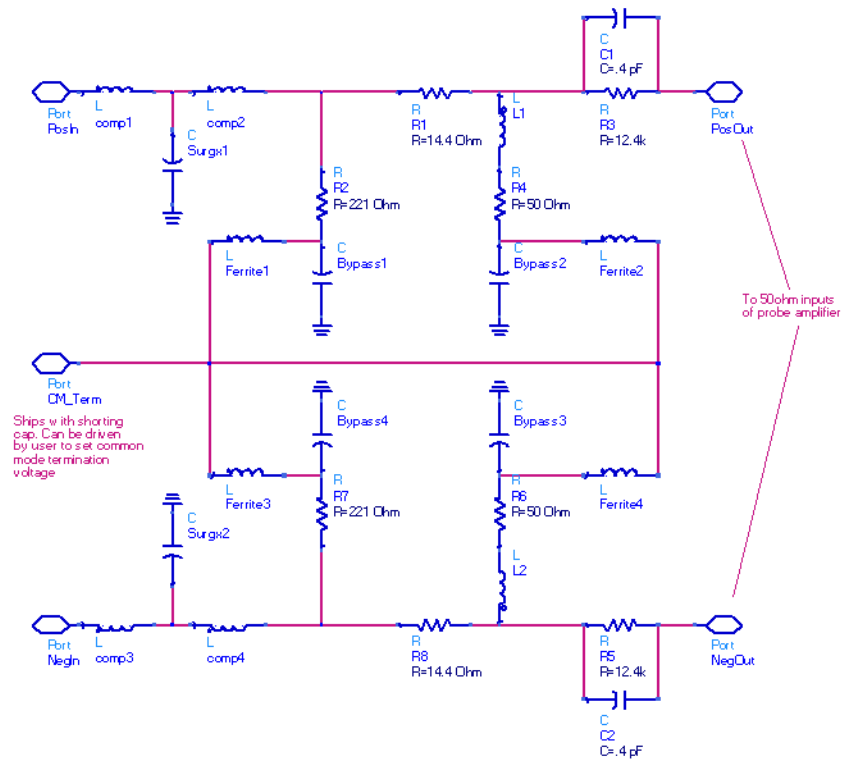 C
C1
C=.4 pF
Port
PosIn
L
comp1
L
comp2
C
Surgx1
R
R1
R=14.4 Ohm
L
L1
R
R3
R=12.4k
Port
PosOut
R
R2
R=221 Ohm
R
R4
R=50 Ohm
L
Ferrite1
C
Bypass1
C
Bypass2
L
Ferrite2
To 50ohm inputs
of probe amplifier
Port
CM_Term
Ships with shorting
cap. Can be driven
by user to set common
mode termination
voltage
C
Bypass4
C
Bypass3
L
Ferrite3
R
R7
R=221 Ohm
R
R6
R=50 Ohm
L
Ferrite4
C
Surgx2
L
L2
Port
NegIn
L
comp3
L
comp4
R
R8
R=14.4 Ohm
R
R5
R=12.4k
Port
NegOut
C
C2
C=.4 pF